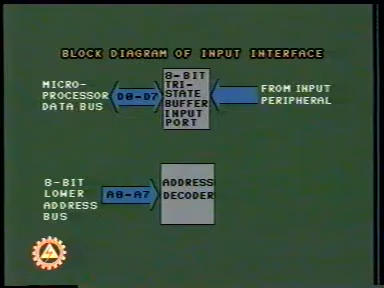 BLOCK DIAGRAM OF INPUT INTERFACE
MICRO-
PROCESSOR
DATA BUS
D0-D7
8-BIT
TRI-
STATE
BUFFER
INPUT
PORT
FROM INPUT
PERIPHERAL
8-BIT
LOWER
ADDRESS
BUS
A0-A7
ADDRESS
DECODER